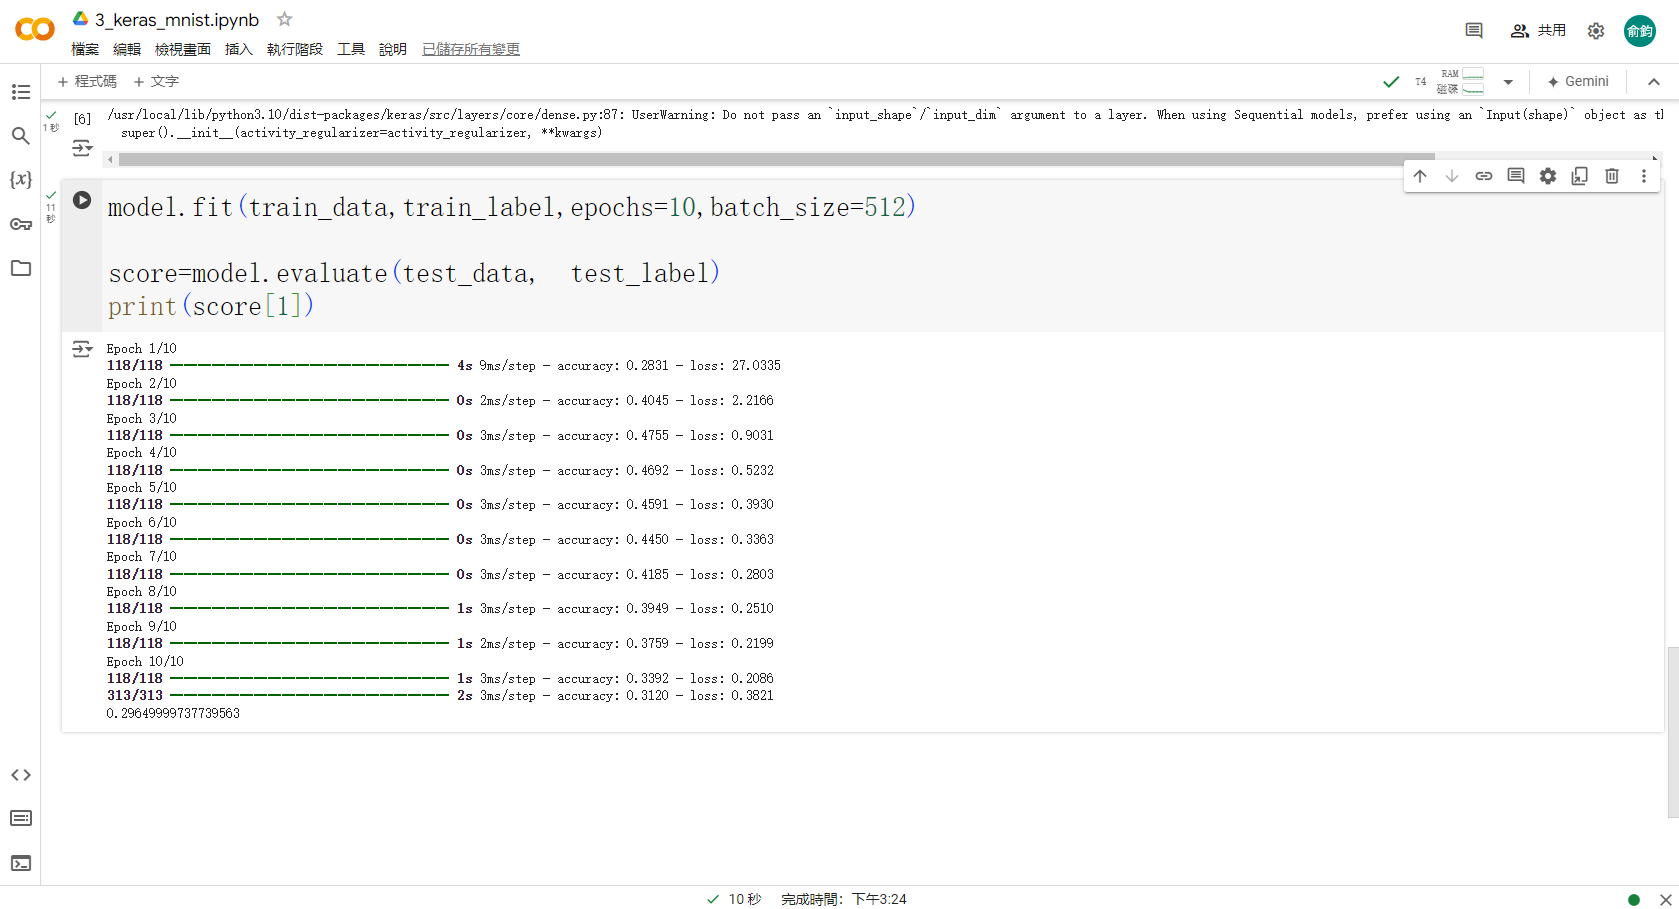 3_keras_mnist.ipynb
檔案 編輯 檢視畫面 插入 執行階段 工具 說明 已儲存所有變更
共用
俞鈞
+ 程式碼 + 文字
T4
RAM
磁碟
Gemini
1 秒
[6]
/usr/local/lib/python3.10/dist-packages/keras/src/layers/core/dense.py:87: UserWarning: Do not pass an `input_shape`/`input_dim` argument to a layer. When using Sequential models, prefer using an `Input(shape)` object as th
super().__init__(activity_regularizer=activity_regularizer, **kwargs)
{x}
11
秒
model.fit(train_data,train_label,epochs=10,batch_size=512)
score=model.evaluate(test_data, test_label)
print(score[1])
Epoch 1/10
118/118 ━━━━━━━━━━━━━━━━━━━━ 4s 9ms/step - accuracy: 0.2831 - loss: 27.0335
Epoch 2/10
118/118 ━━━━━━━━━━━━━━━━━━━━ 0s 2ms/step - accuracy: 0.4045 - loss: 2.2166
Epoch 3/10
118/118 ━━━━━━━━━━━━━━━━━━━━ 0s 3ms/step - accuracy: 0.4755 - loss: 0.9031
Epoch 4/10
118/118 ━━━━━━━━━━━━━━━━━━━━ 0s 3ms/step - accuracy: 0.4692 - loss: 0.5232
Epoch 5/10
118/118 ━━━━━━━━━━━━━━━━━━━━ 0s 3ms/step - accuracy: 0.4591 - loss: 0.3930
Epoch 6/10
118/118 ━━━━━━━━━━━━━━━━━━━━ 0s 3ms/step - accuracy: 0.4450 - loss: 0.3363
Epoch 7/10
118/118 ━━━━━━━━━━━━━━━━━━━━ 0s 3ms/step - accuracy: 0.4185 - loss: 0.2803
Epoch 8/10
118/118 ━━━━━━━━━━━━━━━━━━━━ 1s 3ms/step - accuracy: 0.3949 - loss: 0.2510
Epoch 9/10
118/118 ━━━━━━━━━━━━━━━━━━━━ 1s 2ms/step - accuracy: 0.3759 - loss: 0.2199
Epoch 10/10
118/118 ━━━━━━━━━━━━━━━━━━━━ 1s 3ms/step - accuracy: 0.3392 - loss: 0.2086
313/313 ━━━━━━━━━━━━━━━━━━━━ 2s 3ms/step - accuracy: 0.3120 - loss: 0.3821
0.29649999737739563
10 秒 完成時間：下午3:24